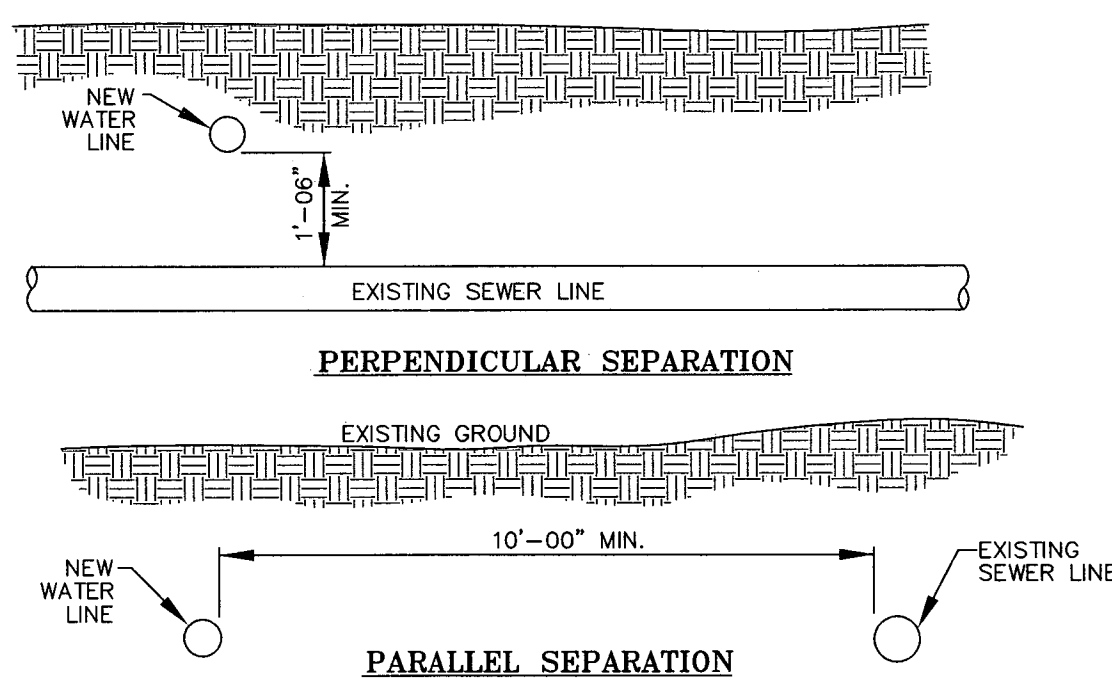 NEW
WATER
LINE
1'-06"
MIN.
EXISTING SEWER LINE
PERPENDICULAR SEPARATION
EXISTING GROUND
10'-00" MIN.
NEW
WATER
LINE
EXISTING
SEWER LINE
PARALLEL SEPARATION